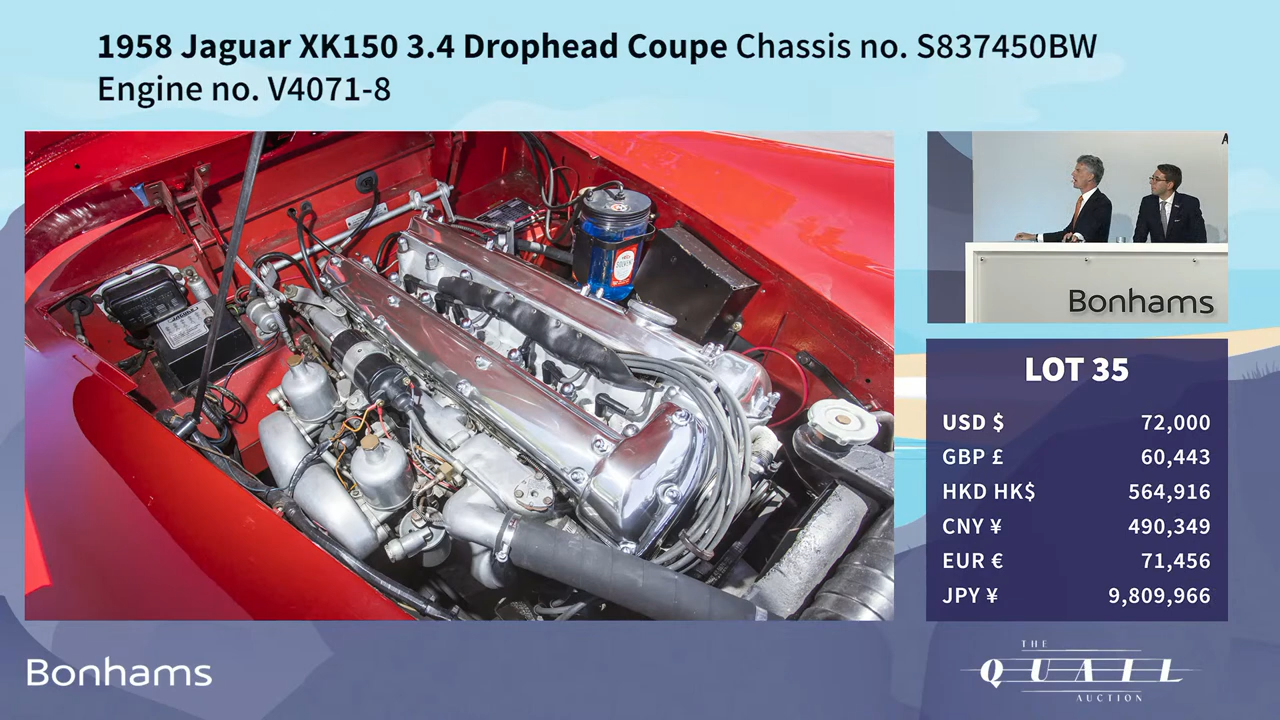 1958 Jaguar XK150 3.4 Drophead Coupe Chassis no. S837450BW
Engine no. V4071-8
A
Bonhams
LOT 35
USD $ 72,000
GBP £ 60,443
HKD HK$ 564,916
CNY ¥ 490,349
EUR € 71,456
JPY ¥ 9,809,966
Bonhams
THE
QUAIL
AUCTION